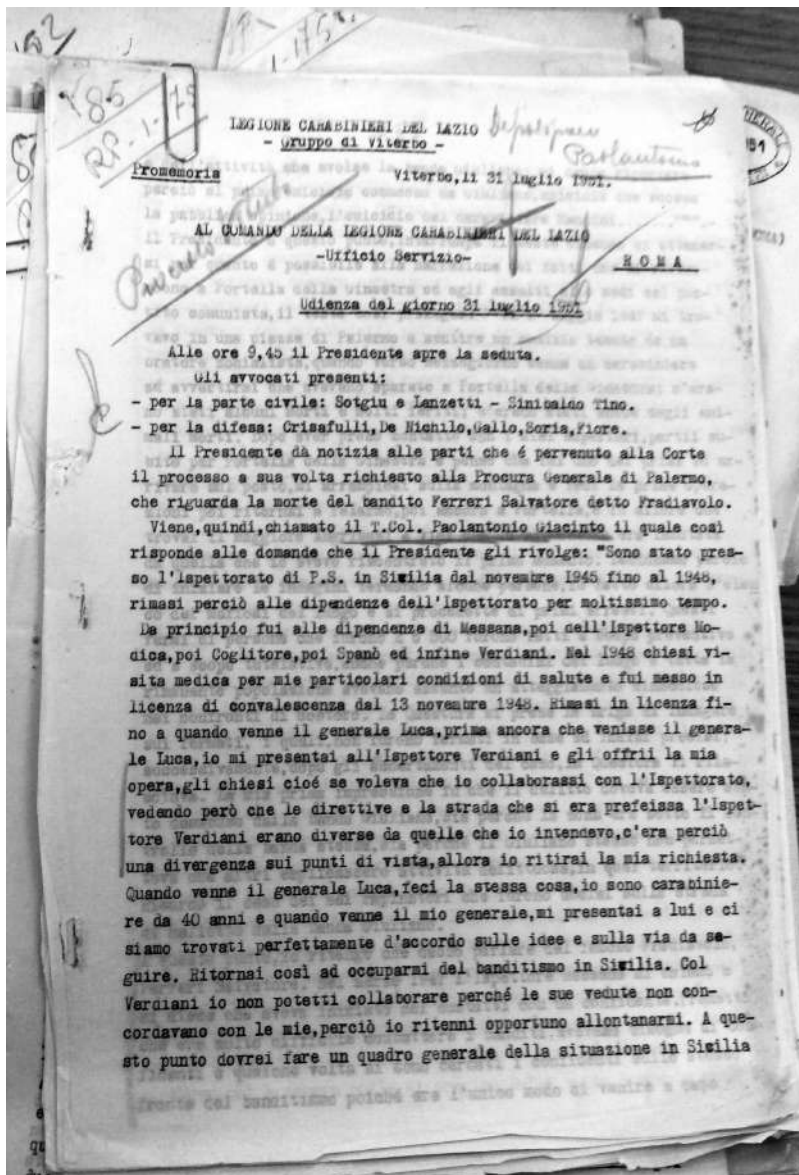 85
RP-1-75
LEGIONE CARABINIERI DEL LAZIO
- Gruppo di Viterbo -
Deposizione
Paolantonio
Promemoria
Viterbo, li 31 luglio 1951.
AL COMANDO DELLA LEGIONE CARABINIERI DEL LAZIO
-Ufficio Servizio-
R O M A
Udienza del giorno 31 luglio 1951
Alle ore 9,45 il Presidente apre la seduta.
Gli avvocati presenti:
- per la parte civile: Sotgiu e Lanzetti - Sinibaldo Tino.
- per la difesa: Crisafulli,De Nichilo,Gallo,Soria,Fiore.
Il Presidente dà notizia alle parti che é pervenuto alla Corte
il processo a sua volta richiesto alla Procura Generale di Palermo,
che riguarda la morte del bandito Ferreri Salvatore detto Fradiavolo.
Viene,quindi,chiamato il T.Col. Paolantonio Giacinto il quale così
risponde alle domande che il Presidente gli rivolge: "Sono stato pres-
so l'Ispettorato di P.S. in Sicilia dal novembre 1945 fino al 1948,
rimasi perciò alle dipendenze dell'Ispettorato per moltissimo tempo.
Da principio fui alle dipendenze di Messana,poi dell'Ispettore Mo-
dica,poi Coglitore,poi Spanò ed infine Verdiani. Nel 1948 chiesi vi-
sita medica per mie particolari condizioni di salute e fui messo in
licenza di convalescenza dal 13 novembre 1948. Rimasi in licenza fi-
no a quando venne il generale Luca,prima ancora che venisse il genera-
le Luca,io mi presentai all'Ispettore Verdiani e gli offrii la mia
opera,gli chiesi cioé se voleva che io collaborassi con l'Ispettorato,
vedendo però che le direttive e la strada che si era prefeissa l'Ispet-
tore Verdiani erano diverse da quelle che io intendevo,c'era perciò
una divergenza sui punti di vista,allora io ritirai la mia richiesta.
Quando venne il generale Luca,feci la stessa cosa,io sono carabinie-
re da 40 anni e quando venne il mio generale,mi presentai a lui e ci
siamo trovati perfettamente d'accordo sulle idee e sulla via da se-
guire. Ritornai così ad occuparmi del banditismo in Sicilia. Col
Verdiani io non potetti collaborare perché le sue vedute non con-
cordavano con le mie,perciò io ritenni opportuno allontanarmi. A que-
sto punto dovrei fare un quadro generale della situazione in Sicilia